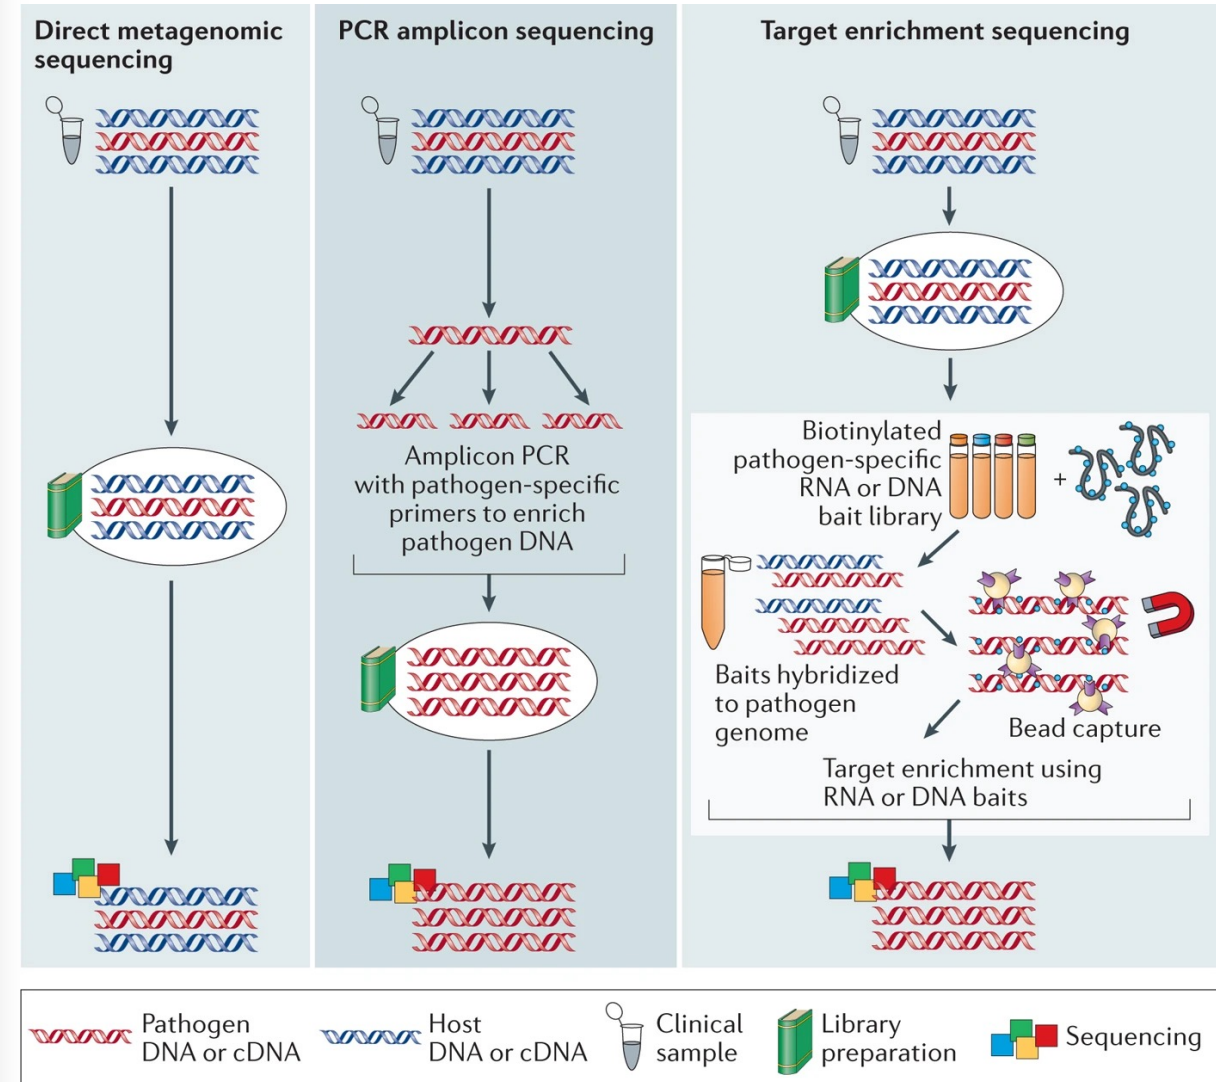 Direct metagenomic
sequencing
PCR amplicon sequencing
Target enrichment sequencing
Amplicon PCR
with pathogen-specific
primers to enrich
pathogen DNA
Biotinylated
pathogen-specific
RNA or DNA
bait library
+
Baits hybridized
to pathogen
genome
Bead capture
Target enrichment using
RNA or DNA baits
Pathogen
DNA or cDNA
Host
DNA or cDNA
Clinical
sample
Library
preparation
Sequencing